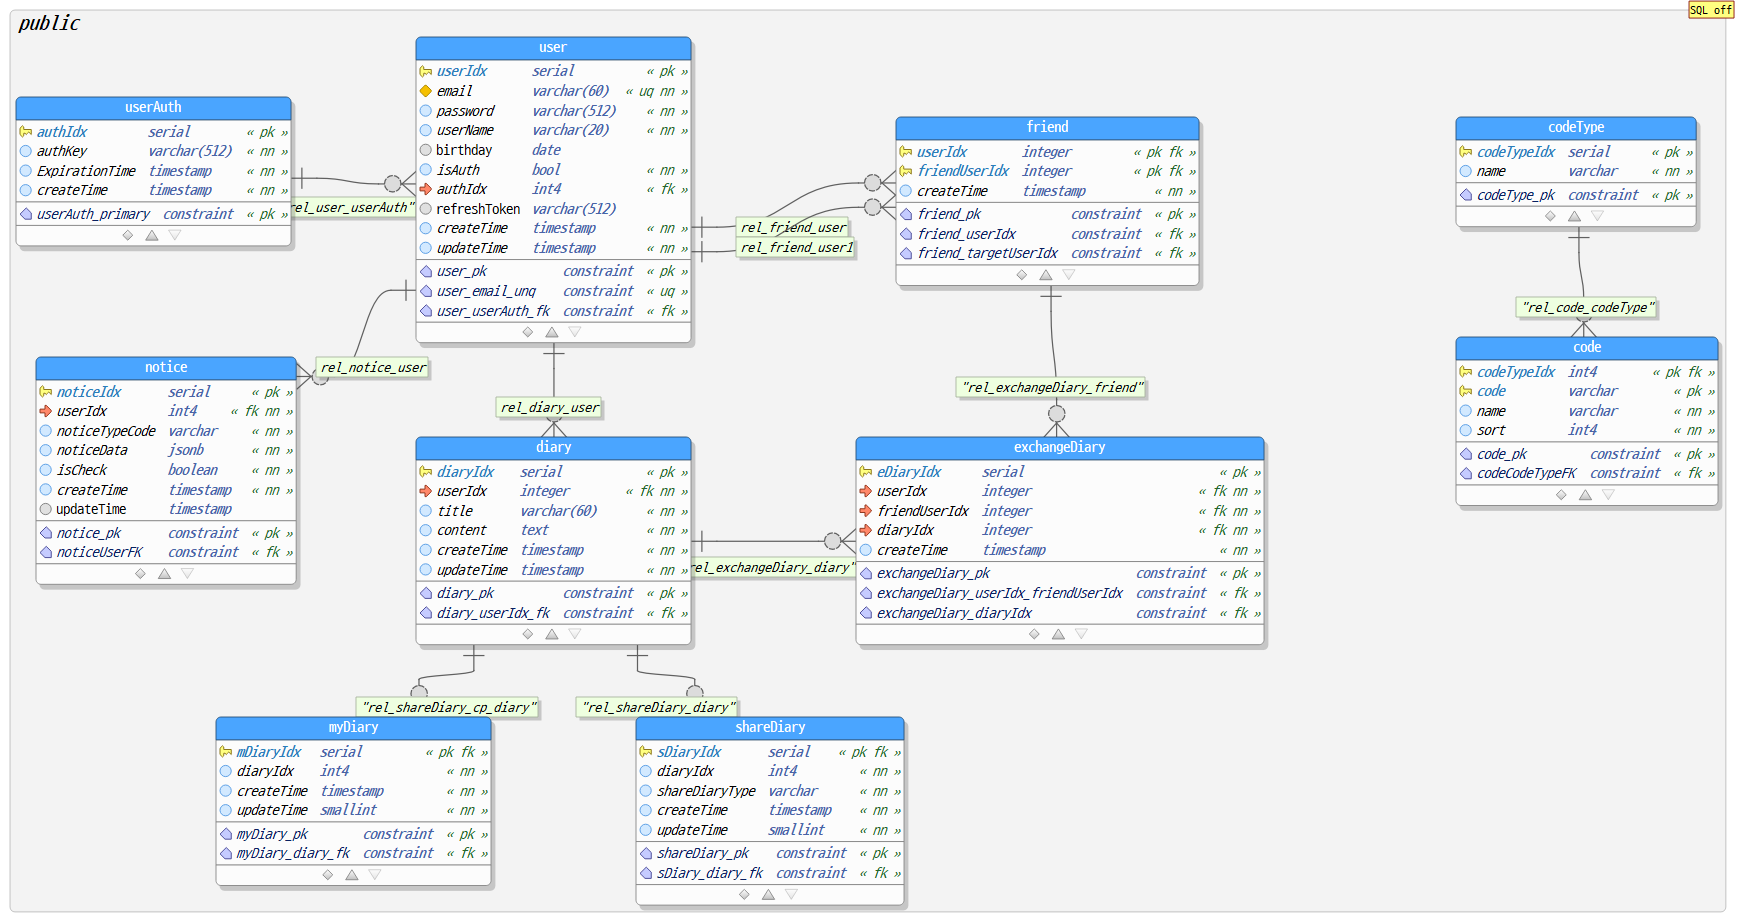 public
SQL off
user
userIdx serial « pk »
email varchar(60) « uq nn »
password varchar(512) « nn »
userName varchar(20) « nn »
birthday date
isAuth bool « nn »
authIdx int4 « fk »
refreshToken varchar(512)
createTime timestamp « nn »
updateTime timestamp « nn »
user_pk constraint « pk »
user_email_unq constraint « uq »
user_userAuth_fk constraint « fk »
userAuth
authIdx serial « pk »
authKey varchar(512) « nn »
ExpirationTime timestamp « nn »
createTime timestamp « nn »
userAuth_primary constraint « pk »
rel_user_userAuth"
friend
userIdx integer « pk fk »
friendUserIdx integer « pk fk »
createTime timestamp « nn »
friend_pk constraint « pk »
friend_userIdx constraint « fk »
friend_targetUserIdx constraint « fk »
rel_friend_user
rel_friend_user1
codeType
codeTypeIdx serial « pk »
name varchar « nn »
codeType_pk constraint « pk »
"rel_code_codeType"
code
codeTypeIdx int4 « pk fk »
code varchar « pk »
name varchar « nn »
sort int4 « nn »
code_pk constraint « pk »
codeCodeTypeFK constraint « fk »
rel_notice_user
notice
noticeIdx serial « pk »
userIdx int4 « fk nn »
noticeTypeCode varchar « nn »
noticeData jsonb « nn »
isCheck boolean « nn »
createTime timestamp « nn »
updateTime timestamp
notice_pk constraint « pk »
noticeUserFK constraint « fk »
rel_diary_user
diary
diaryIdx serial « pk »
userIdx integer « fk nn »
title varchar(60) « nn »
content text « nn »
createTime timestamp « nn »
updateTime timestamp « nn »
diary_pk constraint « pk »
diary_userIdx_fk constraint « fk »
"rel_exchangeDiary_friend"
rel_exchangeDiary_diary"
exchangeDiary
eDiaryIdx serial « pk »
userIdx integer « fk nn »
friendUserIdx integer « fk nn »
diaryIdx integer « fk nn »
createTime timestamp « nn »
exchangeDiary_pk constraint « pk »
exchangeDiary_userIdx_friendUserIdx constraint « fk »
exchangeDiary_diaryIdx constraint « fk »
"rel_shareDiary_cp_diary"
"rel_shareDiary_diary"
myDiary
mDiaryIdx serial « pk fk »
diaryIdx int4 « nn »
createTime timestamp « nn »
updateTime smallint « nn »
myDiary_pk constraint « pk »
myDiary_diary_fk constraint « fk »
shareDiary
sDiaryIdx serial « pk fk »
diaryIdx int4 « nn »
shareDiaryType varchar « nn »
createTime timestamp « nn »
updateTime smallint « nn »
shareDiary_pk constraint « pk »
sDiary_diary_fk constraint « fk »